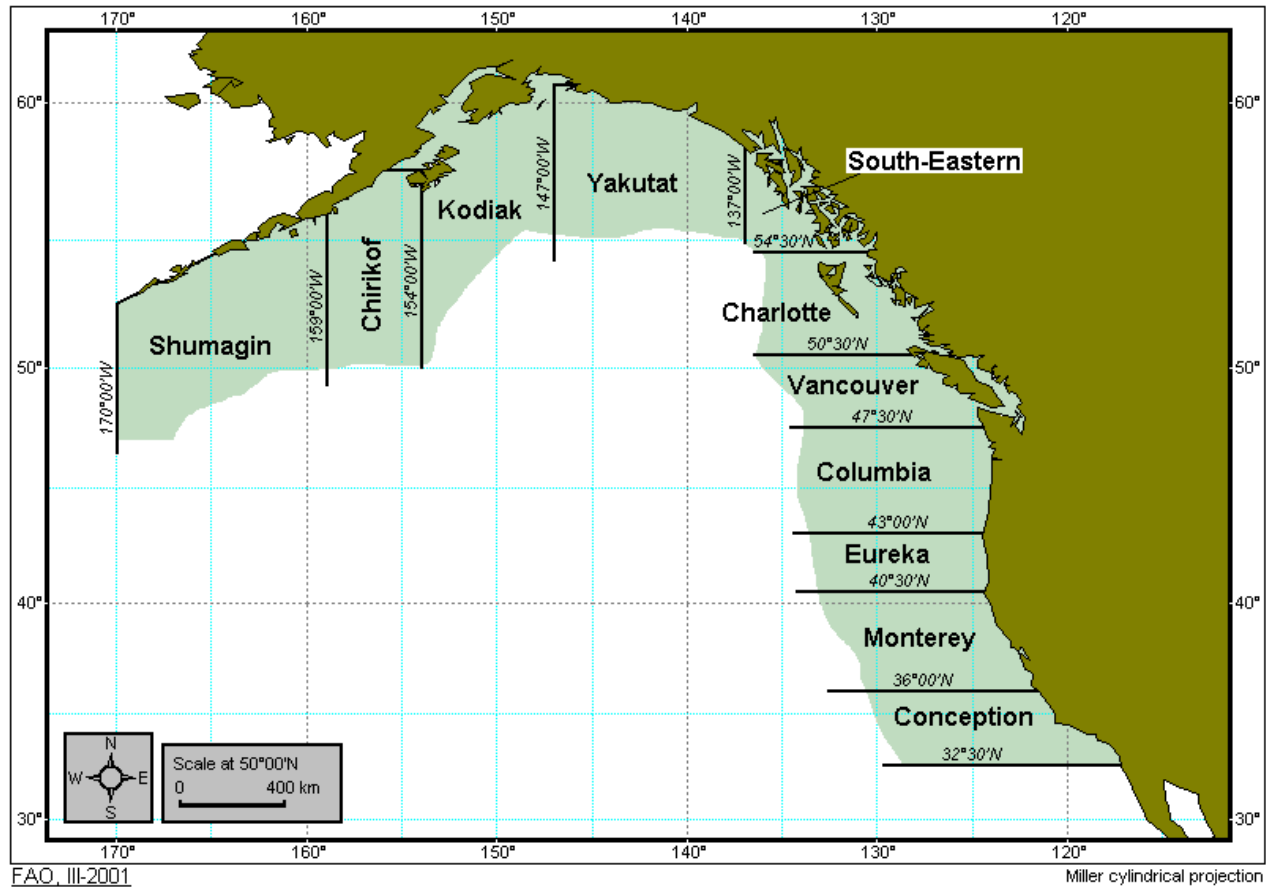 170° 160° 150° 140° 130° 120°
60° 60°
South-Eastern
Yakutat
147°00'W
137°00'W
Kodiak
54°30'N
Chirikof
159°00'W
154°00'W
Charlotte
Shumagin
170°00'W
50°30'N
50° 50°
Vancouver
47°30'N
Columbia
43°00'N
Eureka
40°30'N
40° 40°
Monterey
36°00'N
Conception
32°30'N
N
W E
S
Scale at 50°00'N
0 400 km
30° 30°
170° 160° 150° 140° 130° 120°
FAO, III-2001
Miller cylindrical projection